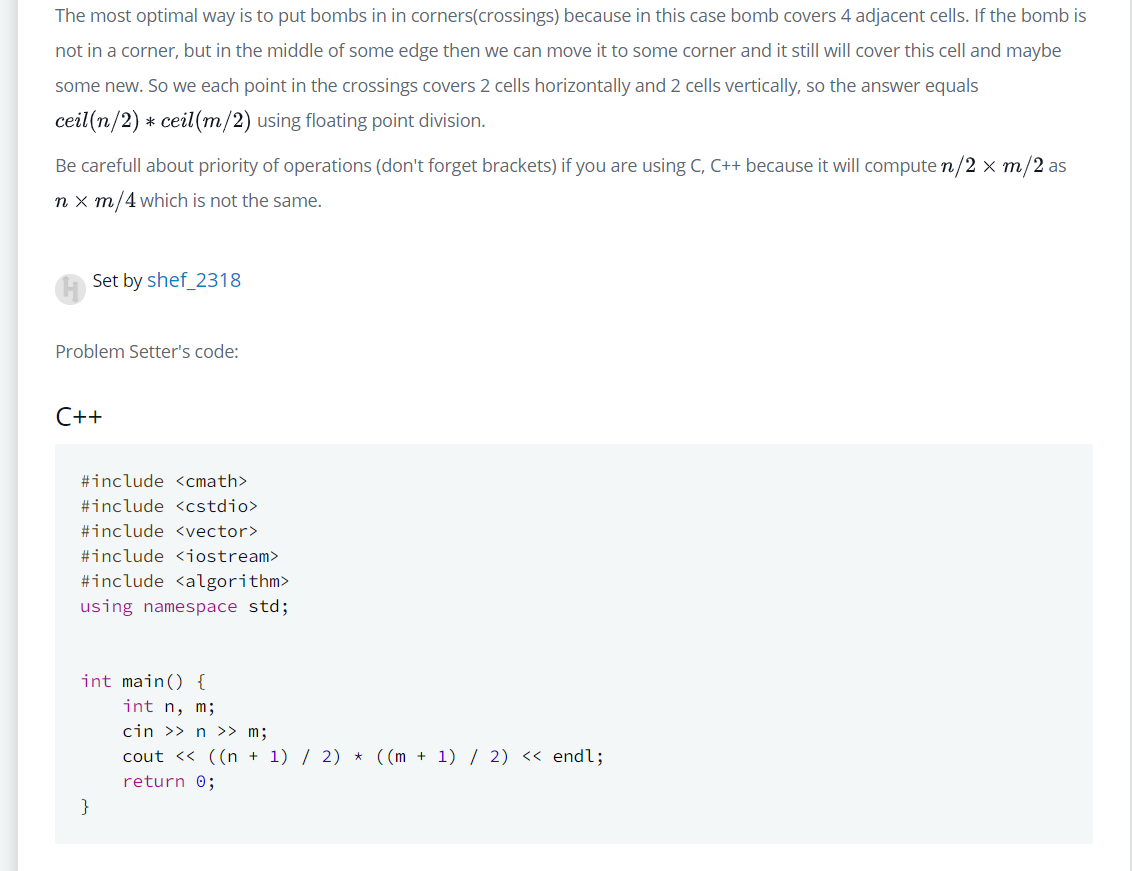 The most optimal way is to put bombs in in corners(crossings) because in this case bomb covers 4 adjacent cells. If the bomb is
not in a corner, but in the middle of some edge then we can move it to some corner and it still will cover this cell and maybe
some new. So we each point in the crossings covers 2 cells horizontally and 2 cells vertically, so the answer equals
ceil(n/2) * ceil(m/2) using floating point division.
Be carefull about priority of operations (don't forget brackets) if you are using C, C++ because it will compute n/2 × m/2 as
n × m/4 which is not the same.
H Set by shef_2318
Problem Setter's code:
C++
#include <cmath>
#include <cstdio>
#include <vector>
#include <iostream>
#include <algorithm>
using namespace std;
int main() {
    int n, m;
    cin >> n >> m;
    cout << ((n + 1) / 2) * ((m + 1) / 2) << endl;
    return 0;
}